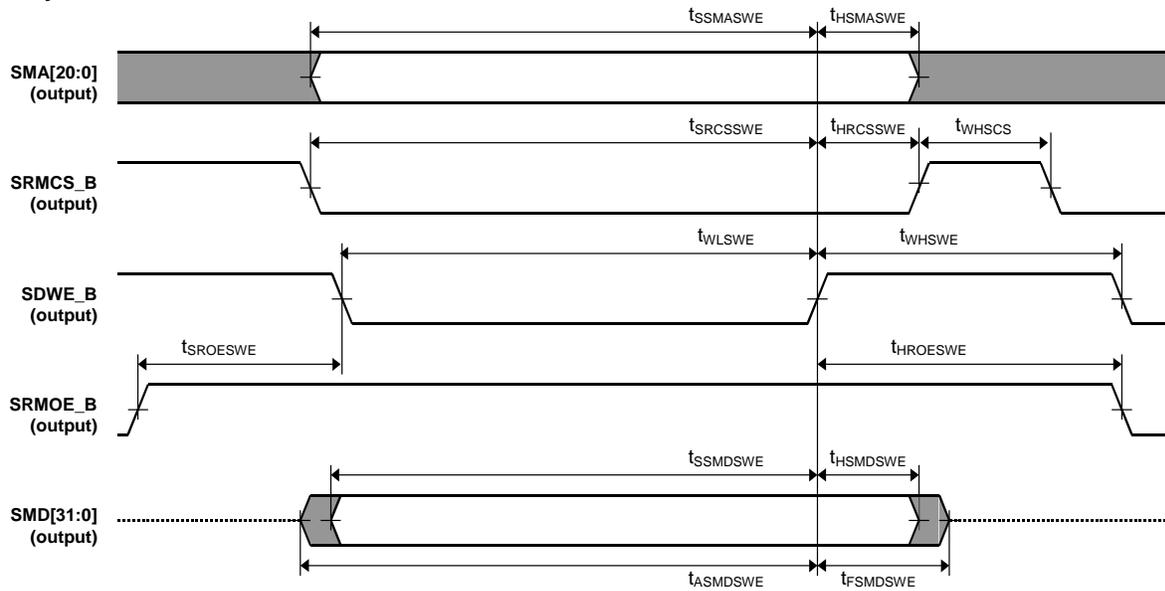 tSSMASWE tHSMASWE
SMA[20:0]
(output)
tSRCSSWE tHRCSSWE tWHSCS
SRMCS_B
(output)
tWLSWE tWHSWE
SDWE_B
(output)
tSROESWE tHROESWE
SRMOE_B
(output)
tSSMDSWE tHSMDSWE
SMD[31:0]
(output)
tASMDSWE tFSMDSWE